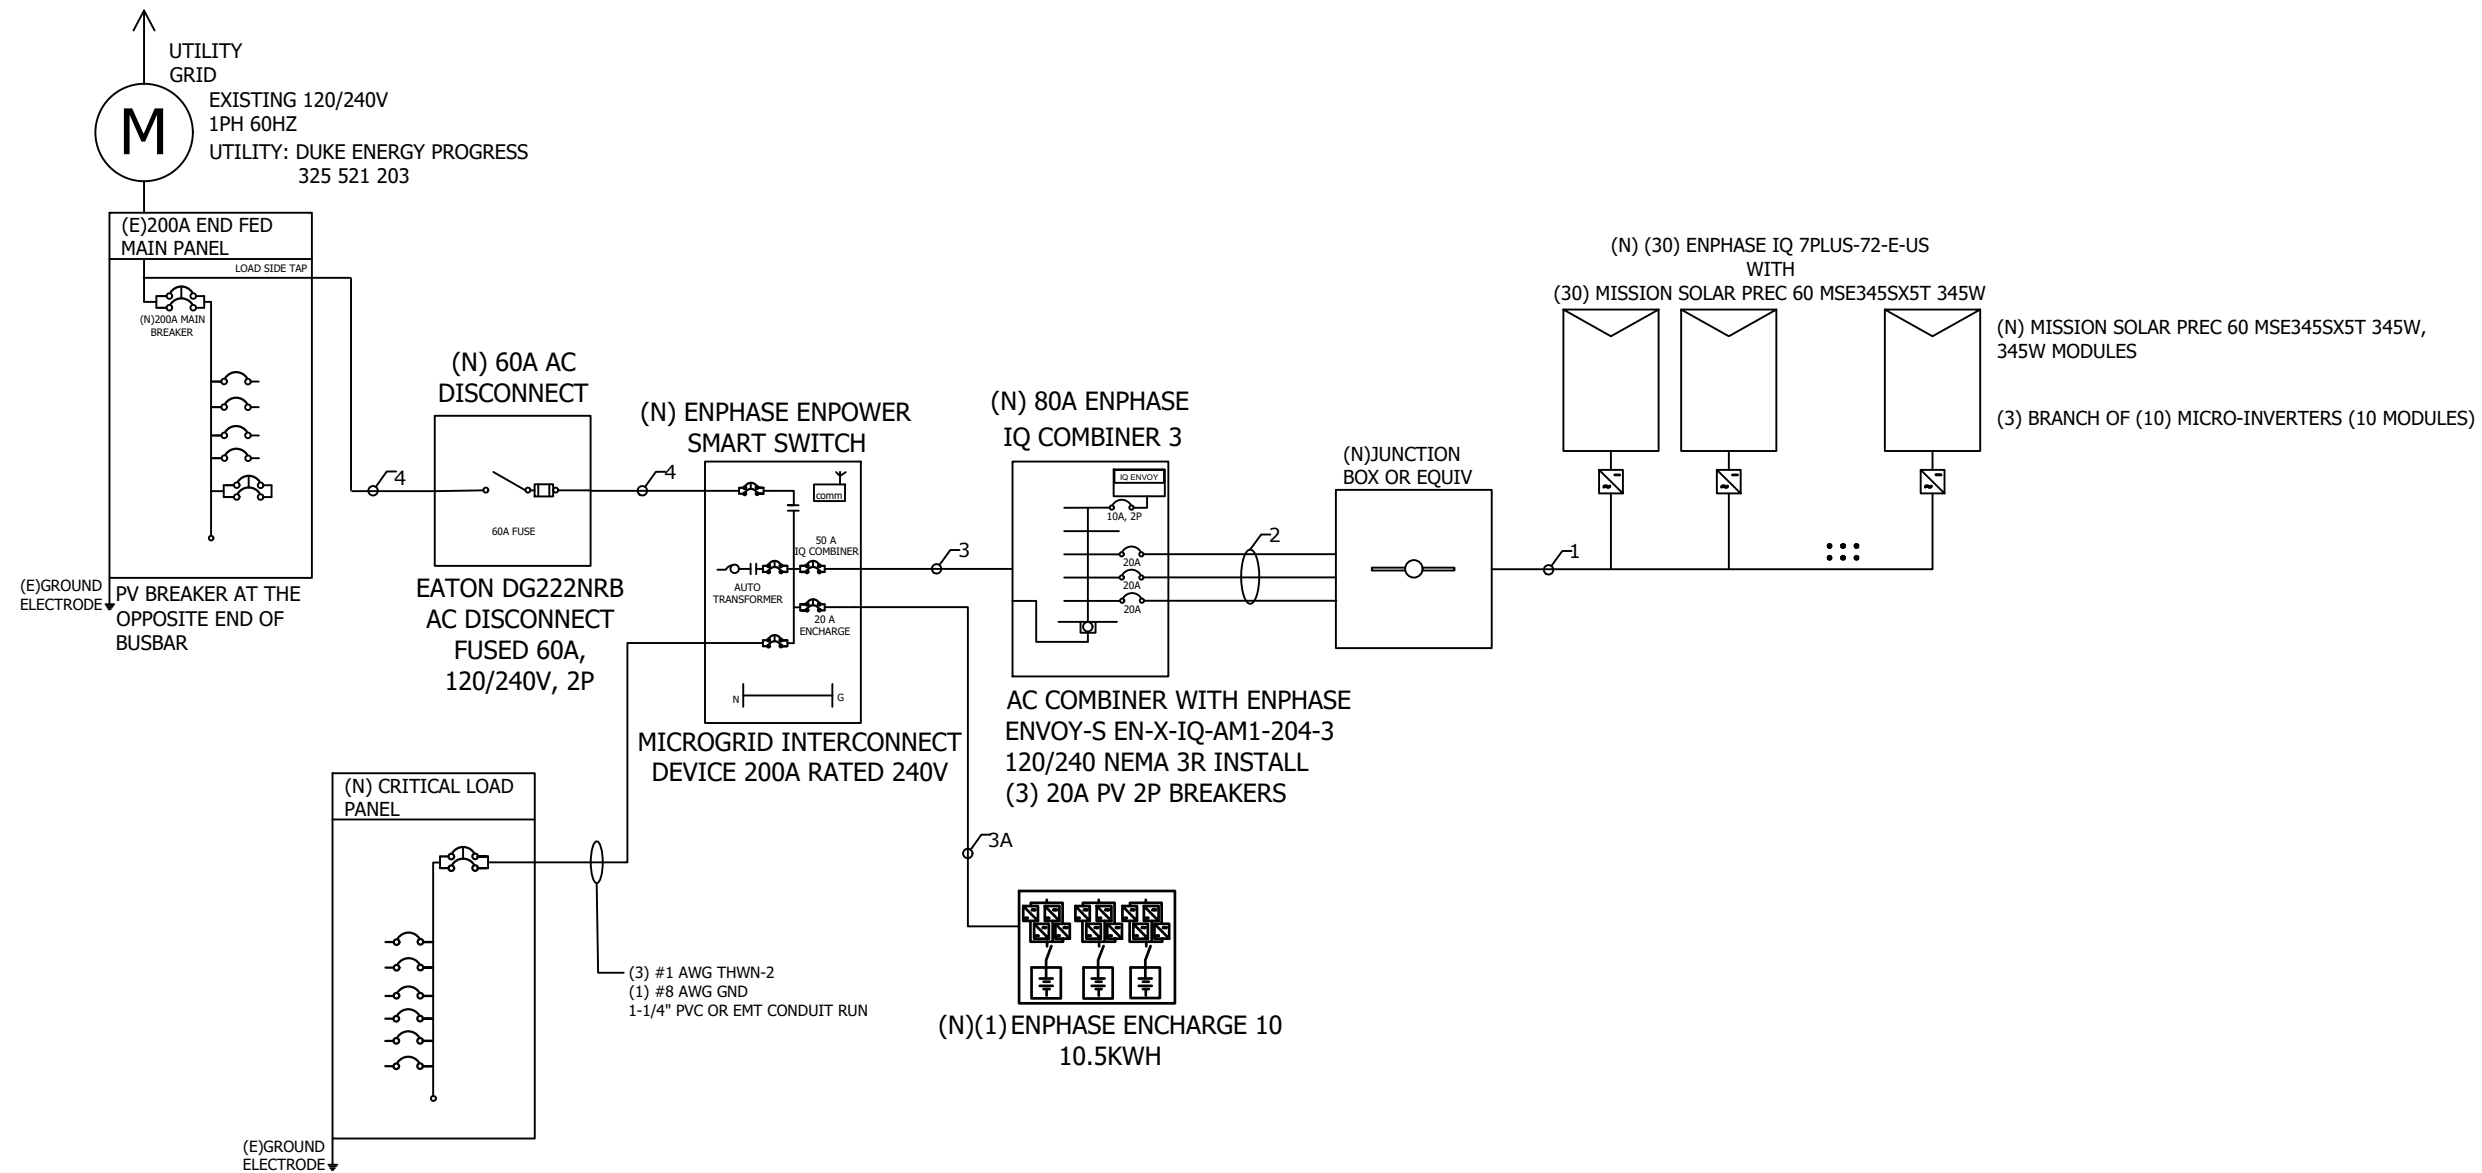 UTILITY
GRID
M
EXISTING 120/240V
1PH 60HZ
UTILITY: DUKE ENERGY PROGRESS
325 521 203
(E)200A END FED
MAIN PANEL
LOAD SIDE TAP
(N)200A MAIN
BREAKER
(E)GROUND
ELECTRODE
PV BREAKER AT THE
OPPOSITE END OF
BUSBAR
4
(N) 60A AC
DISCONNECT
60A FUSE
EATON DG222NRB
AC DISCONNECT
FUSED 60A,
120/240V, 2P
4
(N) ENPHASE ENPOWER
SMART SWITCH
comm
50 A
IQ COMBINER
AUTO
TRANSFORMER
20 A
ENCHARGE
N
G
MICROGRID INTERCONNECT
DEVICE 200A RATED 240V
3
(N) 80A ENPHASE
IQ COMBINER 3
IQ ENVOY
10A, 2P
20A
20A
20A
AC COMBINER WITH ENPHASE
ENVOY-S EN-X-IQ-AM1-204-3
120/240 NEMA 3R INSTALL
(3) 20A PV 2P BREAKERS
2
(N)JUNCTION
BOX OR EQUIV
1
(N) (30) ENPHASE IQ 7PLUS-72-E-US
WITH
(30) MISSION SOLAR PREC 60 MSE345SX5T 345W
(N) MISSION SOLAR PREC 60 MSE345SX5T 345W,
345W MODULES
(3) BRANCH OF (10) MICRO-INVERTERS (10 MODULES)
(N) CRITICAL LOAD
PANEL
(E)GROUND
ELECTRODE
(3) #1 AWG THWN-2
(1) #8 AWG GND
1-1/4" PVC OR EMT CONDUIT RUN
3A
(N)(1) ENPHASE ENCHARGE 10
10.5KWH